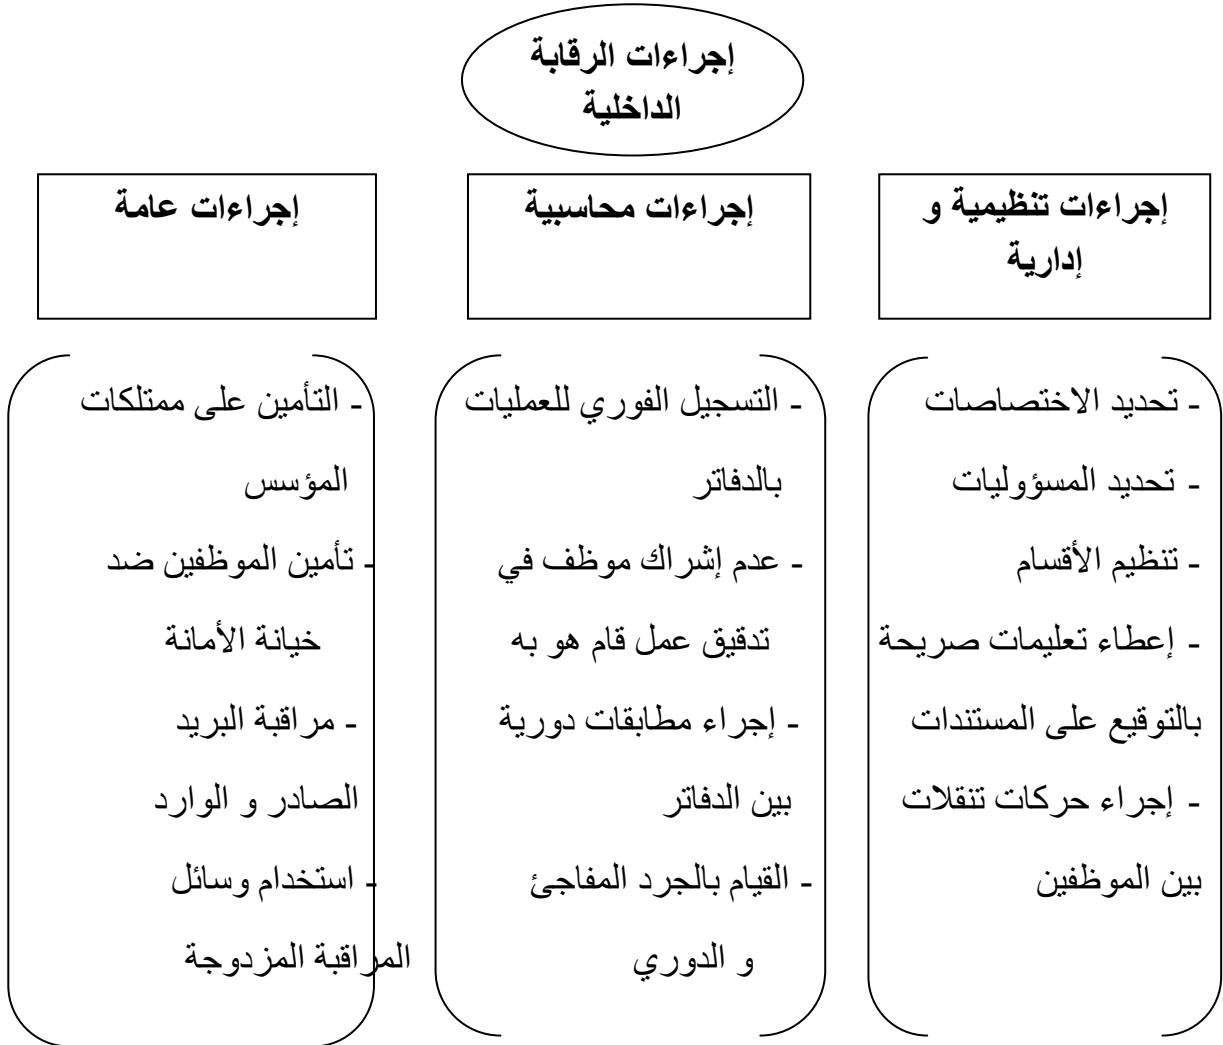 إجراءات الرقابة
الداخلية
إجراءات تنظيمية و
إدارية
إجراءات محاسبية
إجراءات عامة
- تحديد الاختصاصات
- تحديد المسؤوليات
- تنظيم الأقسام
- إعطاء تعليمات صريحة
بالتوقيع على المستندات
- إجراء حركات تنقلات
بين الموظفين
- التسجيل الفوري للعمليات
بالدفاتر
- عدم إشراك موظف في
تدقيق عمل قام هو به
- إجراء مطابقات دورية
بين الدفاتر
- القيام بالجرد المفاجئ
و الدوري
- التأمين على ممتلكات
المؤسس
- تأمين الموظفين ضد
خيانة الأمانة
- مراقبة البريد
الصادر و الوارد
- استخدام وسائل
المراقبة المزدوجة